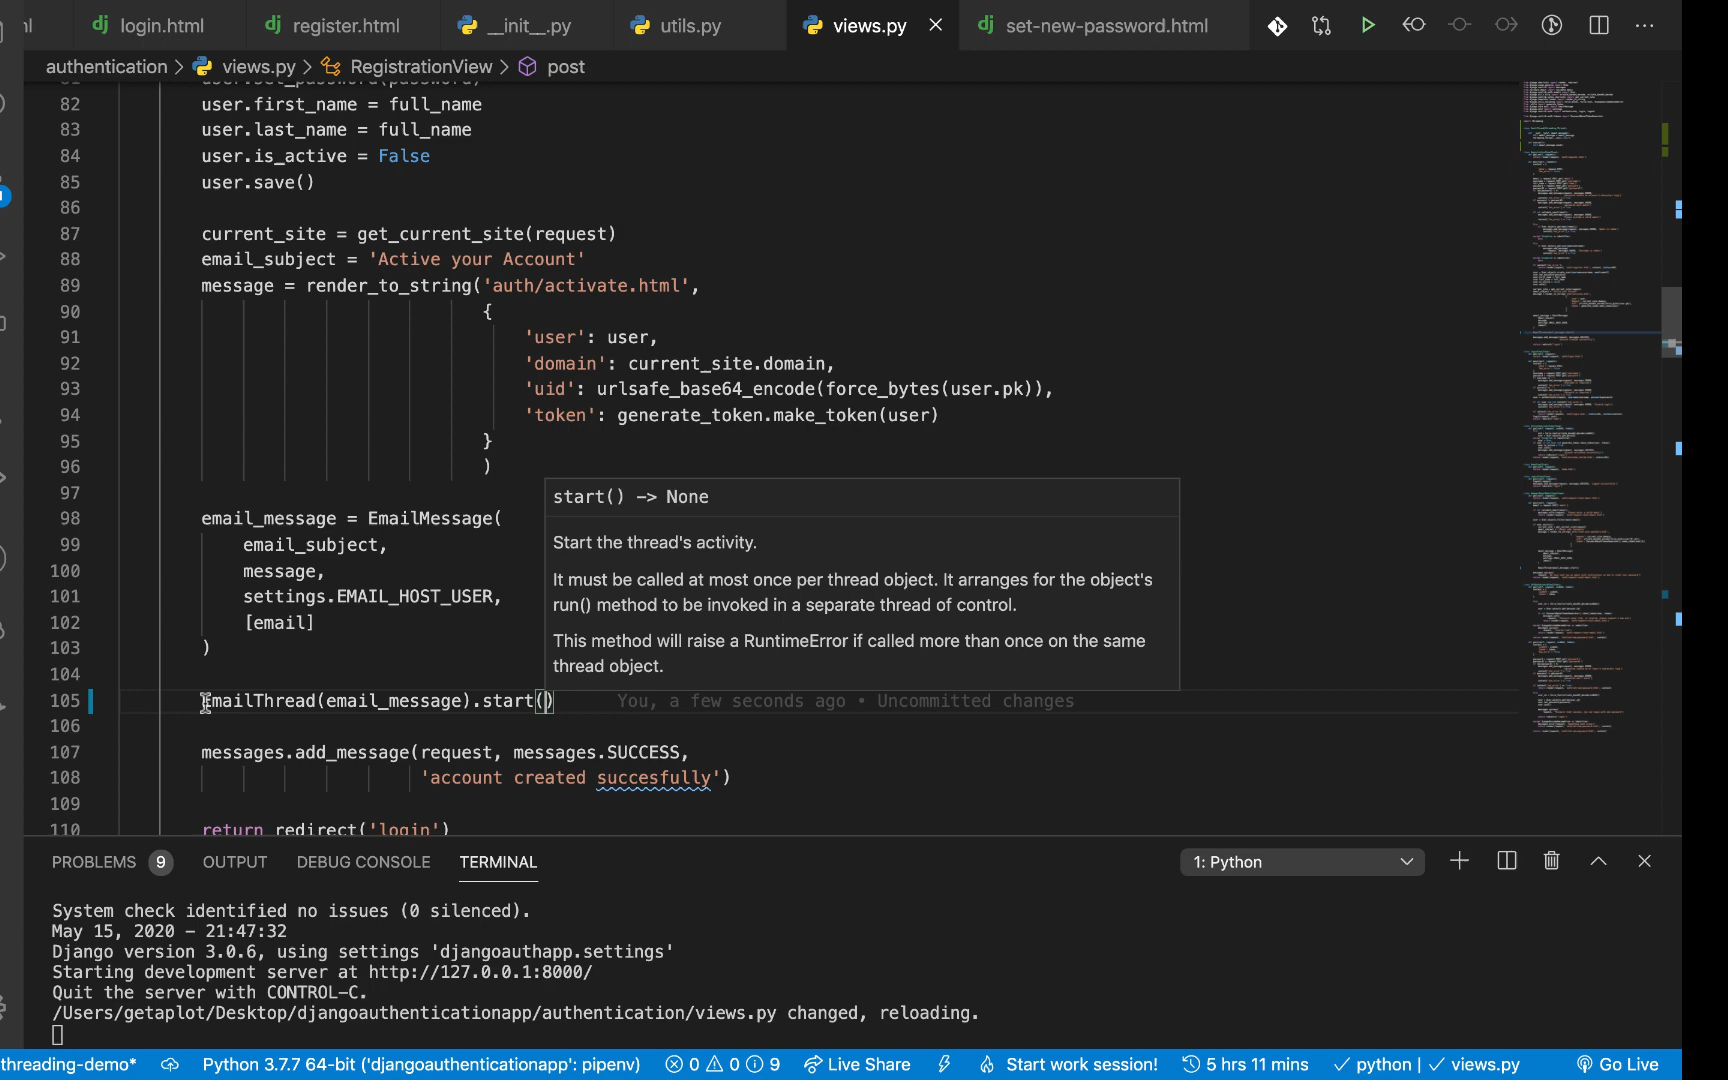 login.html register.html __init__.py utils.py views.py set-new-password.html
authentication > views.py > RegistrationView > post
82 user.first_name = full_name
83 user.last_name = full_name
84 user.is_active = False
85 user.save()
86
87 current_site = get_current_site(request)
88 email_subject = 'Active your Account'
89 message = render_to_string('auth/activate.html',
90 {
91 'user': user,
92 'domain': current_site.domain,
93 'uid': urlsafe_base64_encode(force_bytes(user.pk)),
94 'token': generate_token.make_token(user)
95 }
96 )
97
start() -> None
98 email_message = EmailMessage(
99 email_subject,
Start the thread's activity.
100 message,
It must be called at most once per thread object. It arranges for the object's
101 settings.EMAIL_HOST_USER,
run() method to be invoked in a separate thread of control.
102 [email]
103 )
This method will raise a RuntimeError if called more than once on the same
104
thread object.
105 EmailThread(email_message).start() You, a few seconds ago • Uncommitted changes
106
107 messages.add_message(request, messages.SUCCESS,
108 'account created succesfully')
109
110 return redirect('login')
PROBLEMS 9 OUTPUT DEBUG CONSOLE TERMINAL 1: Python
System check identified no issues (0 silenced).
May 15, 2020 - 21:47:32
Django version 3.0.6, using settings 'djangoauthapp.settings'
Starting development server at http://127.0.0.1:8000/
Quit the server with CONTROL-C.
/Users/getaplot/Desktop/djangoauthenticationapp/authentication/views.py changed, reloading.
threading-demo* Python 3.7.7 64-bit ('djangoauthenticationapp': pipenv) 0 0 9 Live Share Start work session! 5 hrs 11 mins python | views.py Go Live